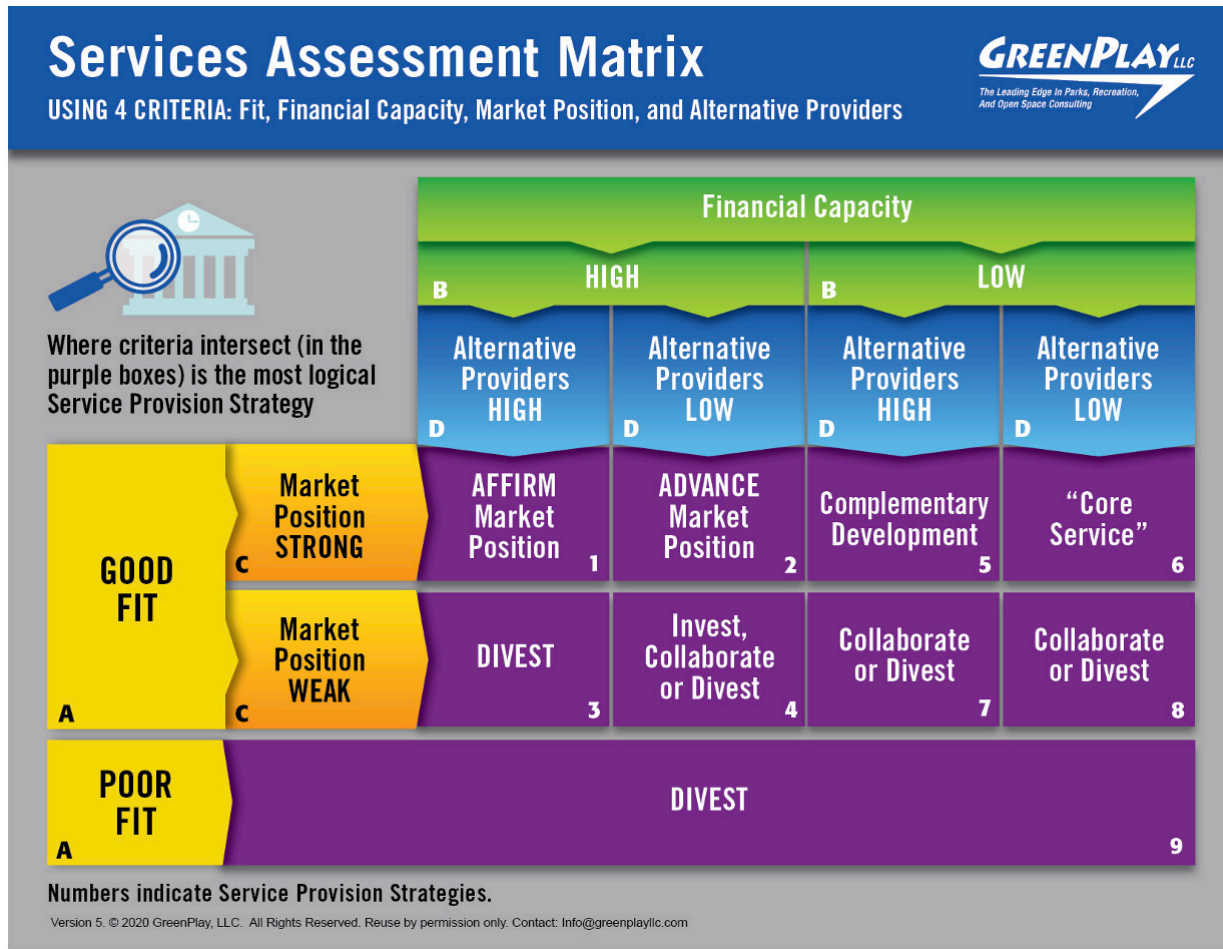 Services Assessment Matrix
USING 4 CRITERIA: Fit, Financial Capacity, Market Position, and Alternative Providers
GREENPLAY LLC
The Leading Edge In Parks, Recreation,
And Open Space Consulting
Where criteria intersect (in the
purple boxes) is the most logical
Service Provision Strategy
Financial Capacity
B
HIGH
B
LOW
Alternative
Providers
HIGH
D
Alternative
Providers
LOW
D
Alternative
Providers
HIGH
D
Alternative
Providers
LOW
D
GOOD
FIT
A
Market
Position
STRONG
C
AFFIRM
Market
Position
1
ADVANCE
Market
Position
2
Complementary
Development
5
“Core
Service”
6
Market
Position
WEAK
C
DIVEST
3
Invest,
Collaborate
or Divest
4
Collaborate
or Divest
7
Collaborate
or Divest
8
POOR
FIT
A
DIVEST
9
Numbers indicate Service Provision Strategies.
Version 5. © 2020 GreenPlay, LLC. All Rights Reserved. Reuse by permission only. Contact: Info@greenplayllc.com